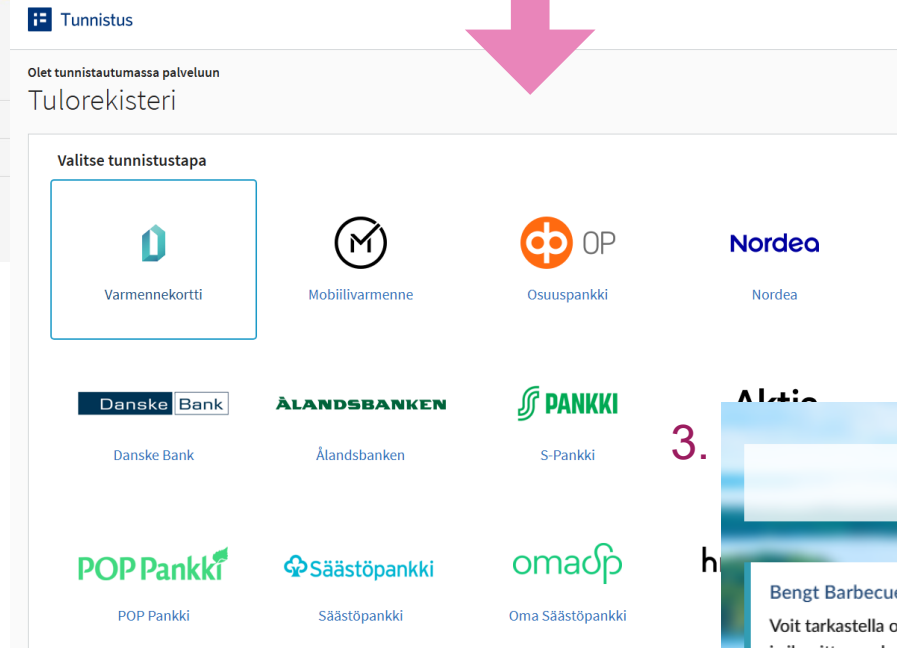 Tunnistus
Olet tunnistautumassa palveluun
Tulorekisteri
Valitse tunnistustapa
OP
Nordea
Varmennekortti
Mobiilivarmenne
Osuuspankki
Nordea
Danske Bank
ÅLANDSBANKEN
S PANKKI
Aktia
3.
Danske Bank
Ålandsbanken
S-Pankki
POP Pankki
Säästöpankki
omasp
h
POP Pankki
Säästöpankki
Oma Säästöpankki
Bengt Barbecue
Voit tarkastella o